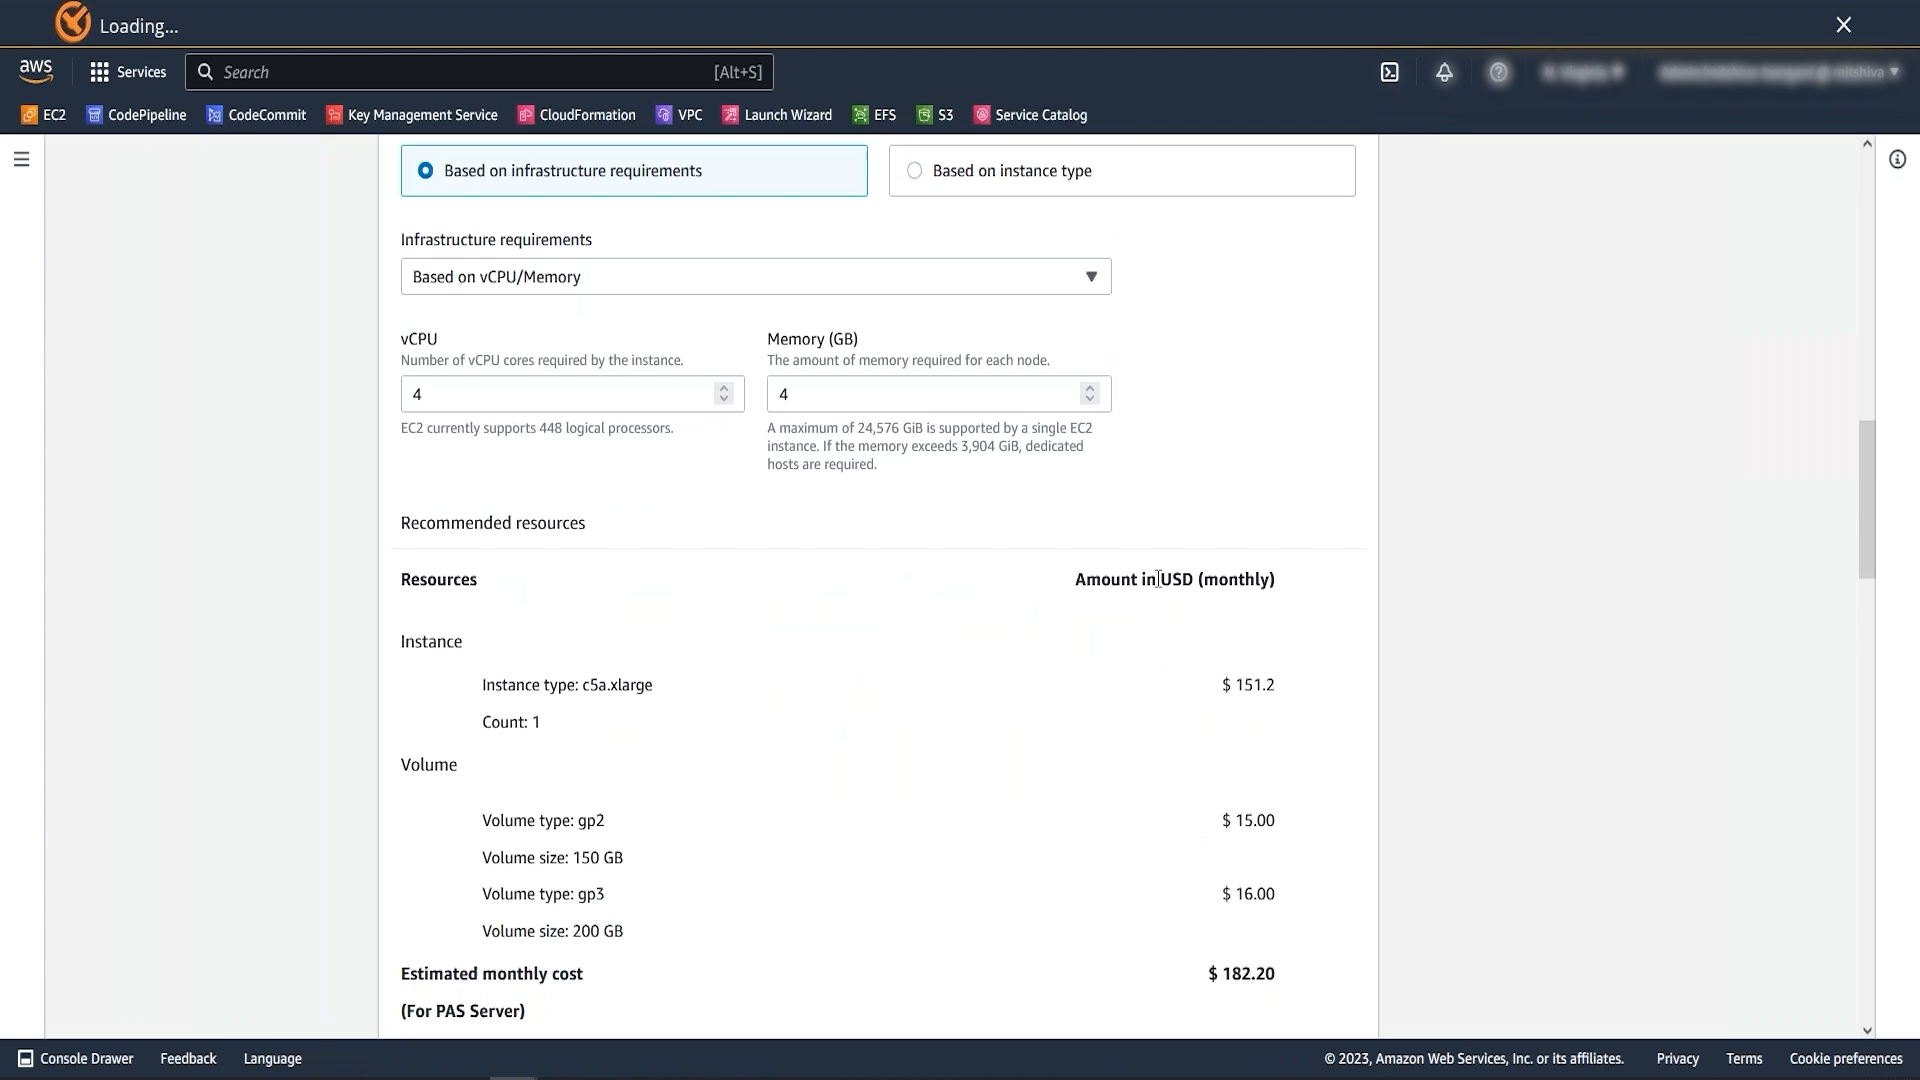 Loading...
aws
Services
Search
[Alt+S]
EC2
CodePipeline
CodeCommit
Key Management Service
CloudFormation
VPC
Launch Wizard
EFS
S3
Service Catalog
Based on infrastructure requirements
Based on instance type
Infrastructure requirements
Based on vCPU/Memory
vCPU
Number of vCPU cores required by the instance.
4
EC2 currently supports 448 logical processors.
Memory (GB)
The amount of memory required for each node.
4
A maximum of 24,576 GiB is supported by a single EC2
instance. If the memory exceeds 3,904 GiB, dedicated
hosts are required.
Recommended resources
Resources
Amount in USD (monthly)
Instance
Instance type: c5a.xlarge
$ 151.2
Count: 1
Volume
Volume type: gp2
$ 15.00
Volume size: 150 GB
Volume type: gp3
$ 16.00
Volume size: 200 GB
Estimated monthly cost
$ 182.20
(For PAS Server)
Console Drawer
Feedback
Language
© 2023, Amazon Web Services, Inc. or its affiliates.
Privacy
Terms
Cookie preferences